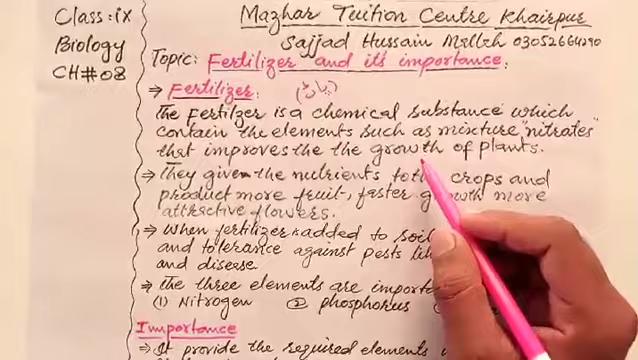 Class: ix
Biology
CH#08
Mazhar Tuition Centre Khairpur
Sajjad Hussain Melleh 03052664290
Topic: Fertilizer and its importance:
→ Fertilizer:
The Fertilzer is a chemical substance which
contain the elements such as mixture "nitrates"
that improves the the growth of plants.
→ They given the nutrients to crops and
product more fruit, faster growth more
attractive flowers.
→ When fertilizer is added to soil
and tolerance against pests
and disease.
→ The three elements are
(1) Nitrogen (2) phosphorus
Importance
→ It provide the required elements